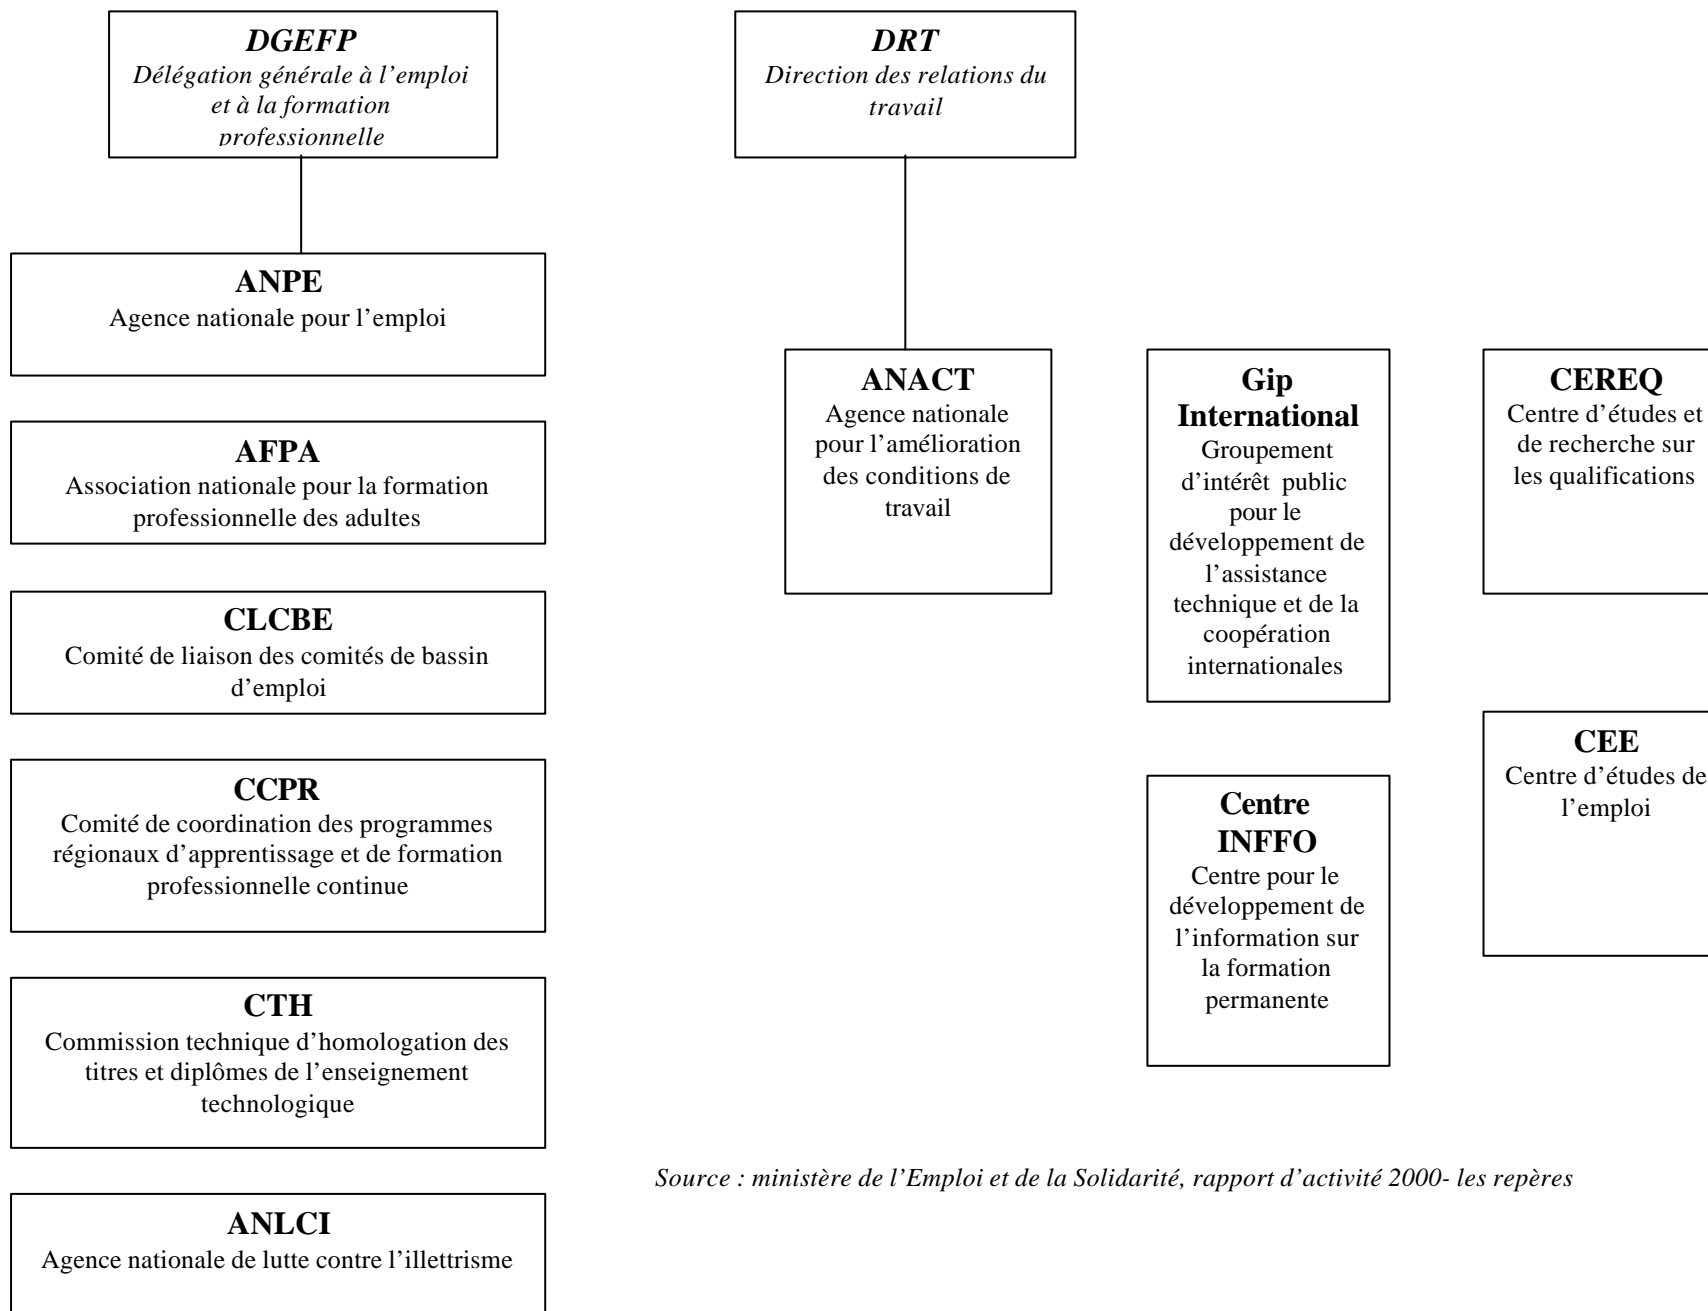 DGEFP
Délégation générale à l’emploi
et à la formation
professionnelle
DRT
Direction des relations du
travail
ANPE
Agence nationale pour l’emploi
AFPA
Association nationale pour la formation
professionnelle des adultes
CLCBE
Comité de liaison des comités de bassin
d’emploi
CCPR
Comité de coordination des programmes
régionaux d’apprentissage et de formation
professionnelle continue
CTH
Commission technique d’homologation des
titres et diplômes de l’enseignement
technologique
ANLCI
Agence nationale de lutte contre l’illettrisme
ANACT
Agence nationale
pour l’amélioration
des conditions de
travail
Gip
International
Groupement
d’intérêt public
pour le
développement de
l’assistance
technique et de la
coopération
internationales
Centre
INFFO
Centre pour le
développement de
l’information sur
la formation
permanente
CEREQ
Centre d’études et
de recherche sur
les qualifications
CEE
Centre d’études de
l’emploi
Source : ministère de l’Emploi et de la Solidarité, rapport d’activité 2000- les repères